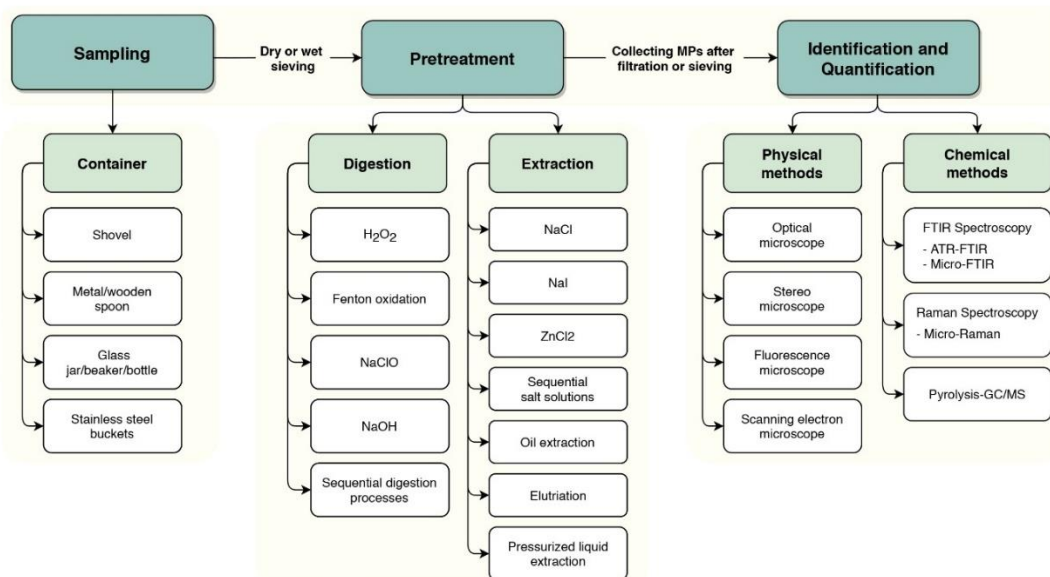 Sampling
Dry or wet
sieving
Pretreatment
Collecting MPs after
filtration or sieving
Identification and
Quantification
Container
Shovel
Metal/wooden
spoon
Glass
jar/beaker/bottle
Stainless steel
buckets
Digestion
H₂O₂
Fenton oxidation
NaClO
NaOH
Sequential digestion
processes
Extraction
NaCl
NaI
ZnCl2
Sequential
salt solutions
Oil extraction
Elutriation
Pressurized liquid
extraction
Physical
methods
Optical
microscope
Stereo
microscope
Fluorescence
microscope
Scanning electron
microscope
Chemical
methods
FTIR Spectroscopy
- ATR-FTIR
- Micro-FTIR
Raman Spectroscopy
- Micro-Raman
Pyrolysis-GC/MS